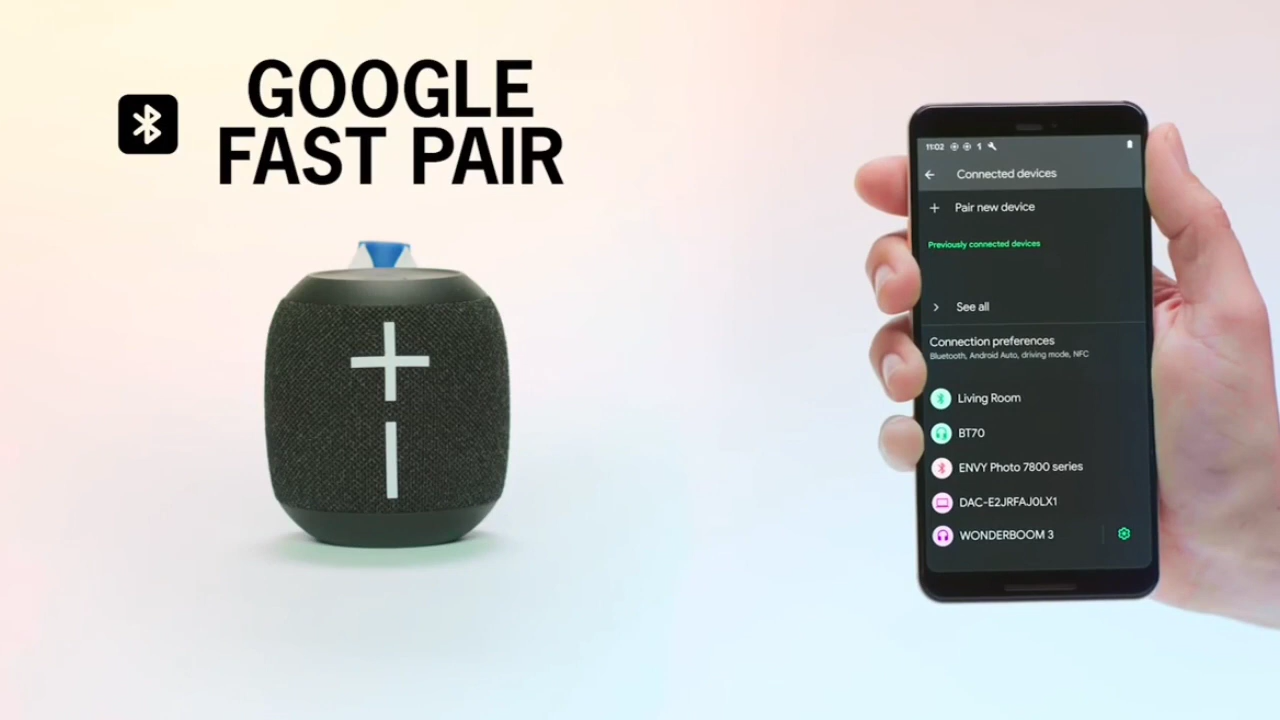 GOOGLE
FAST PAIR
11:02
Connected devices
Pair new device
Previously connected devices
See all
Connection preferences
Bluetooth, Android Auto, driving mode, NFC
Living Room
BT70
ENVY Photo 7800 series
DAC-E2JRFAJ0LX1
WONDERBOOM 3